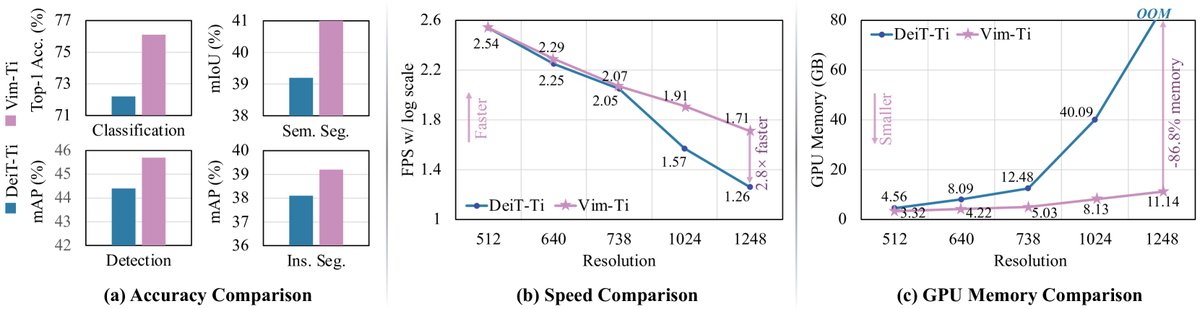 DeiT-Ti
Vim-Ti
Top-1 Acc. (%)
77
75
73
71
Classification
mIoU (%)
41
40
39
38
Sem. Seg.
mAP (%)
46
45
44
43
42
Detection
mAP (%)
40
39
38
37
36
Ins. Seg.
(a) Accuracy Comparison
FPS w/ log scale
2.6
2.2
1.8
1.4
1
2.54
2.29
2.25
2.07
2.05
1.91
1.57
1.71
1.26
Faster
2.8× faster
DeiT-Ti
Vim-Ti
512
640
738
1024
1248
Resolution
(b) Speed Comparison
GPU Memory (GB)
80
60
40
20
0
DeiT-Ti
Vim-Ti
OOM
Smaller
-86.8% memory
4.56
8.09
12.48
40.09
3.32
4.22
5.03
8.13
11.14
512
640
738
1024
1248
Resolution
(c) GPU Memory Comparison